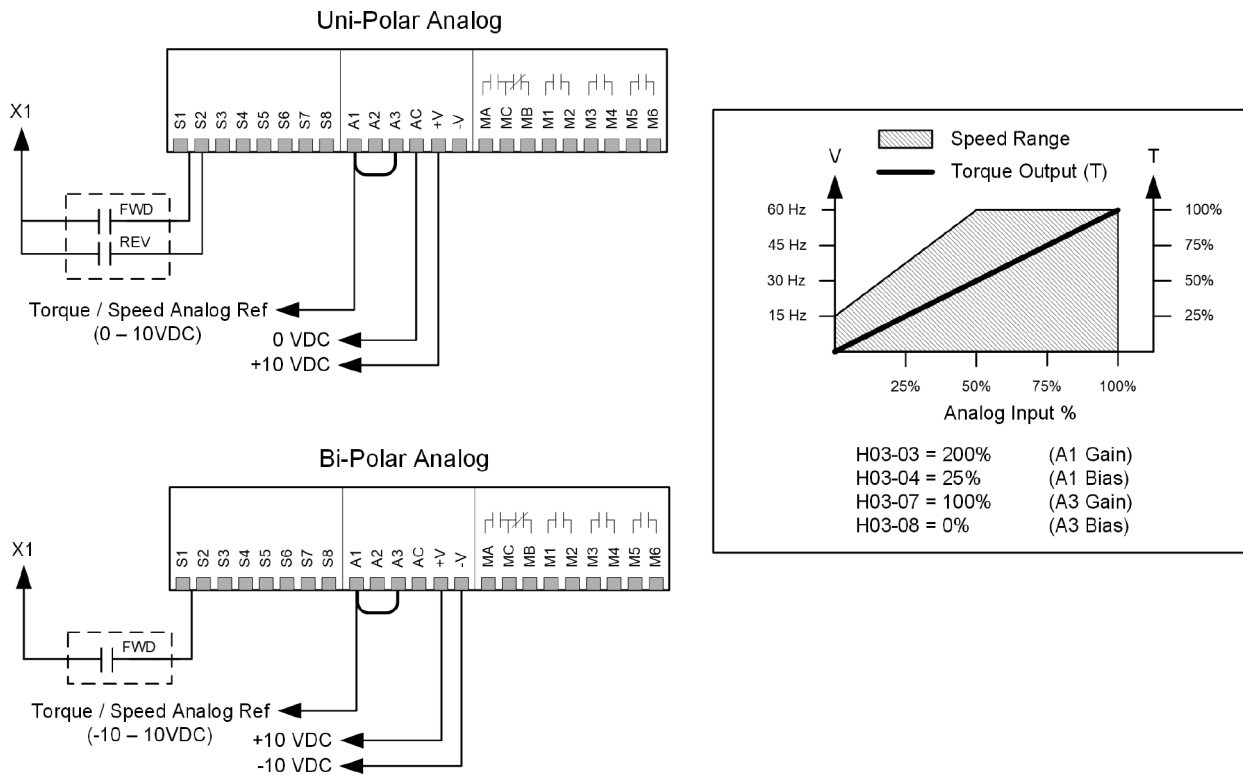 Uni-Polar Analog
X1
S1 S2 S3 S4 S5 S6 S7 S8 A1 A2 A3 AC +V -V MA MC MB M1 M2 M3 M4 M5 M6
FWD
REV
Torque / Speed Analog Ref
(0 – 10VDC)
0 VDC
+10 VDC
Bi-Polar Analog
X1
S1 S2 S3 S4 S5 S6 S7 S8 A1 A2 A3 AC +V -V MA MC MB M1 M2 M3 M4 M5 M6
FWD
Torque / Speed Analog Ref
(-10 – 10VDC)
+10 VDC
-10 VDC
Speed Range
Torque Output (T)
V
T
60 Hz
45 Hz
30 Hz
15 Hz
100%
75%
50%
25%
25% 50% 75% 100%
Analog Input %
H03-03 = 200% (A1 Gain)
H03-04 = 25% (A1 Bias)
H03-07 = 100% (A3 Gain)
H03-08 = 0% (A3 Bias)